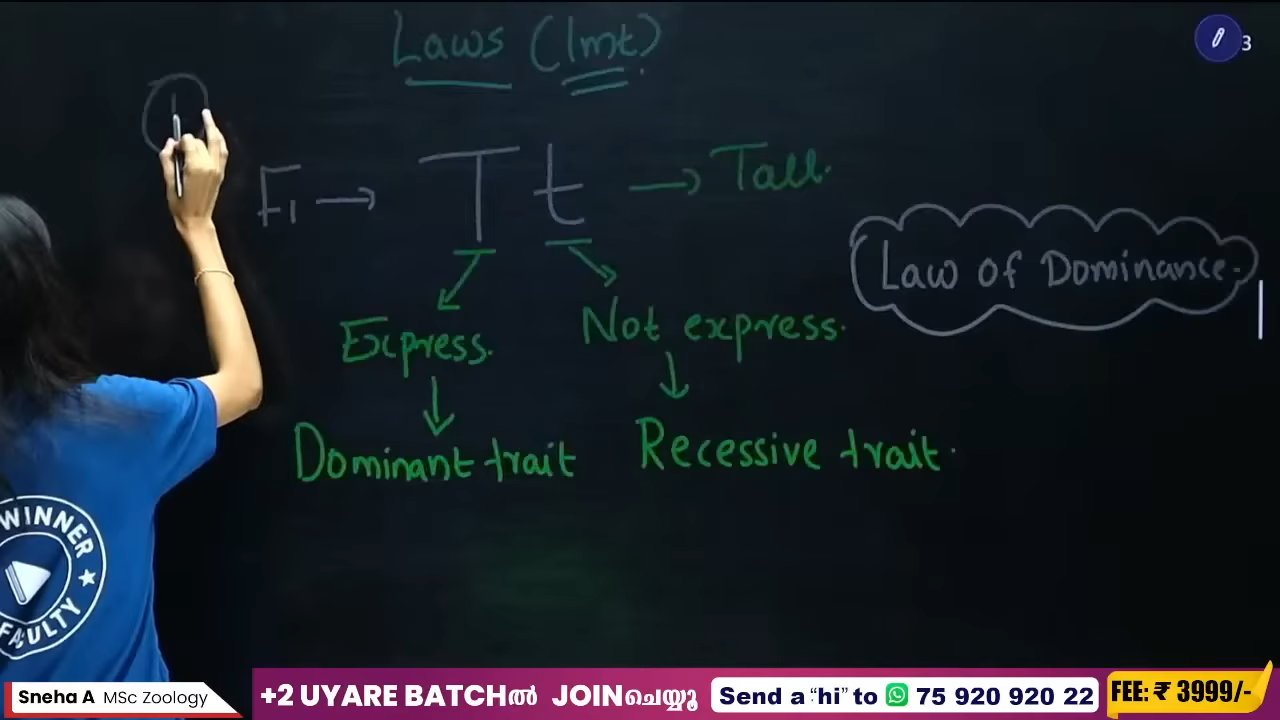 Laws (Imt)
3
1
F1 → T t → Tall.
Law of Dominance.
Express.
Not express.
Dominant trait
Recessive trait.
WINNER
FACULTY
Sneha A MSc Zoology
+2 UYARE BATCHൽ JOINചെയ്യൂ
Send a “hi” to 75 920 920 22
FEE: ₹ 3999/-